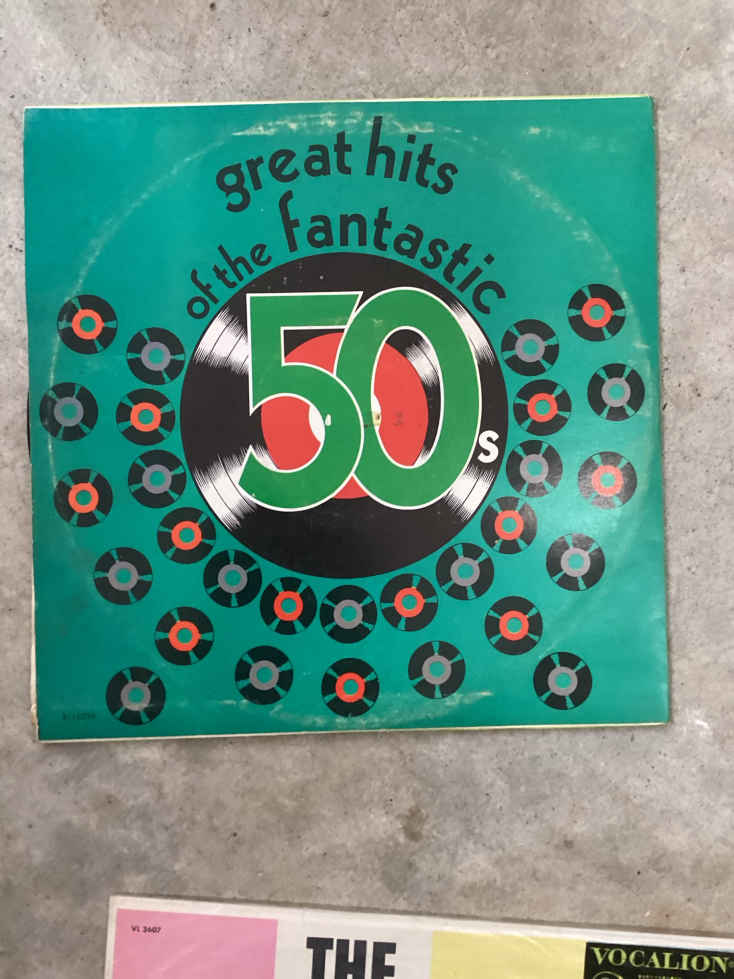 great hits
of the fantastic
50s
VL 3607
THE
VOCALION